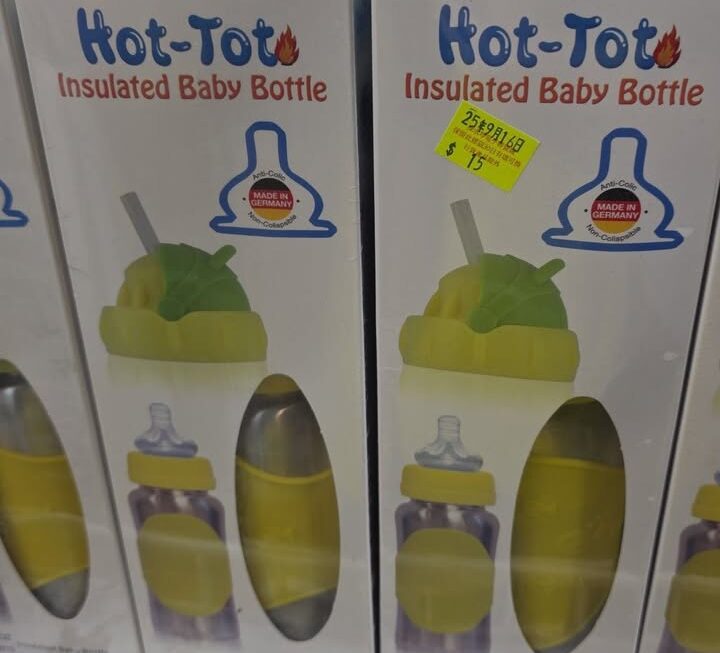 Hot-Tot
Insulated Baby Bottle
Anti-Colic
MADE IN
GERMANY
Non-Collapsible
Hot-Tot
Insulated Baby Bottle
25年9月16日
$ 15
Anti-Colic
MADE IN
GERMANY
Non-Collapsible